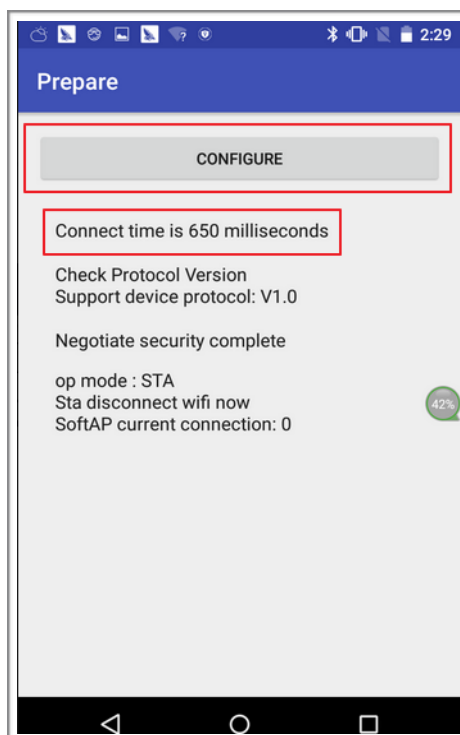 2:29
Prepare
CONFIGURE
Connect time is 650 milliseconds
Check Protocol Version
Support device protocol: V1.0
Negotiate security complete
op mode : STA
Sta disconnect wifi now
42%
SoftAP current connection: 0